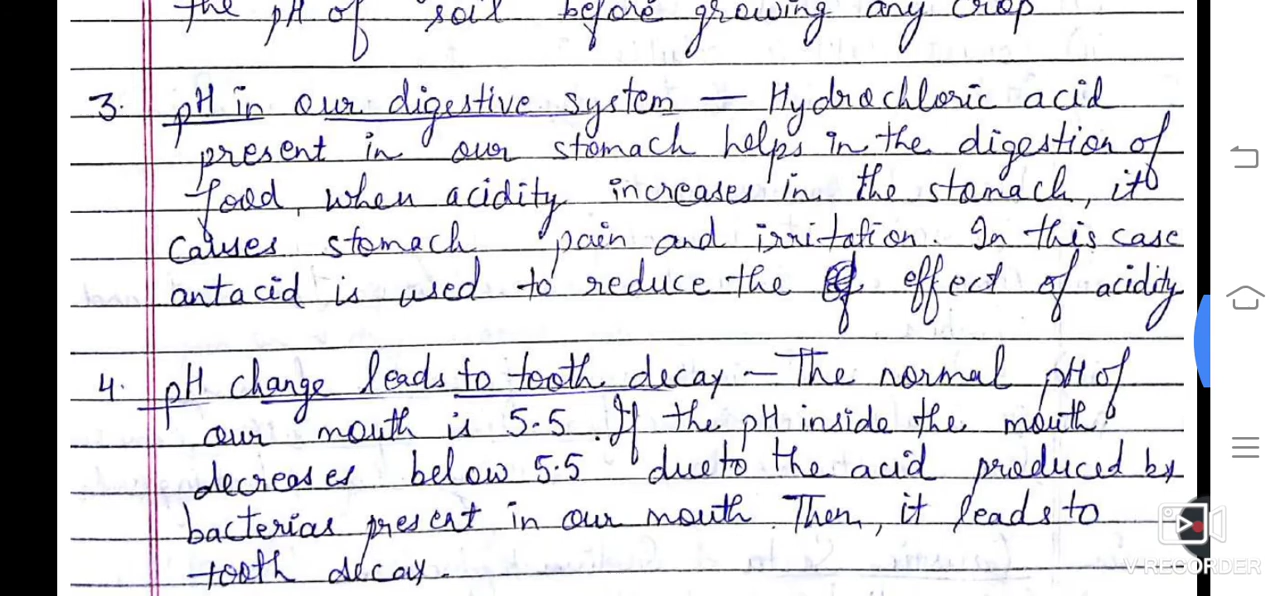 the pH of soil before growing any crop
3. pH in our digestive system — Hydrochloric acid
present in our stomach helps in the digestion of
food, when acidity increases in the stomach, it
causes stomach pain and irritation. In this case
antacid is used to reduce the effect of acidity
4. pH change leads to tooth decay — The normal pH of
our mouth is 5.5. If the pH inside the mouth
decreases below 5.5 due to the acid produced by
bacterias present in our mouth. Then, it leads to
tooth decay.
V RECORDER